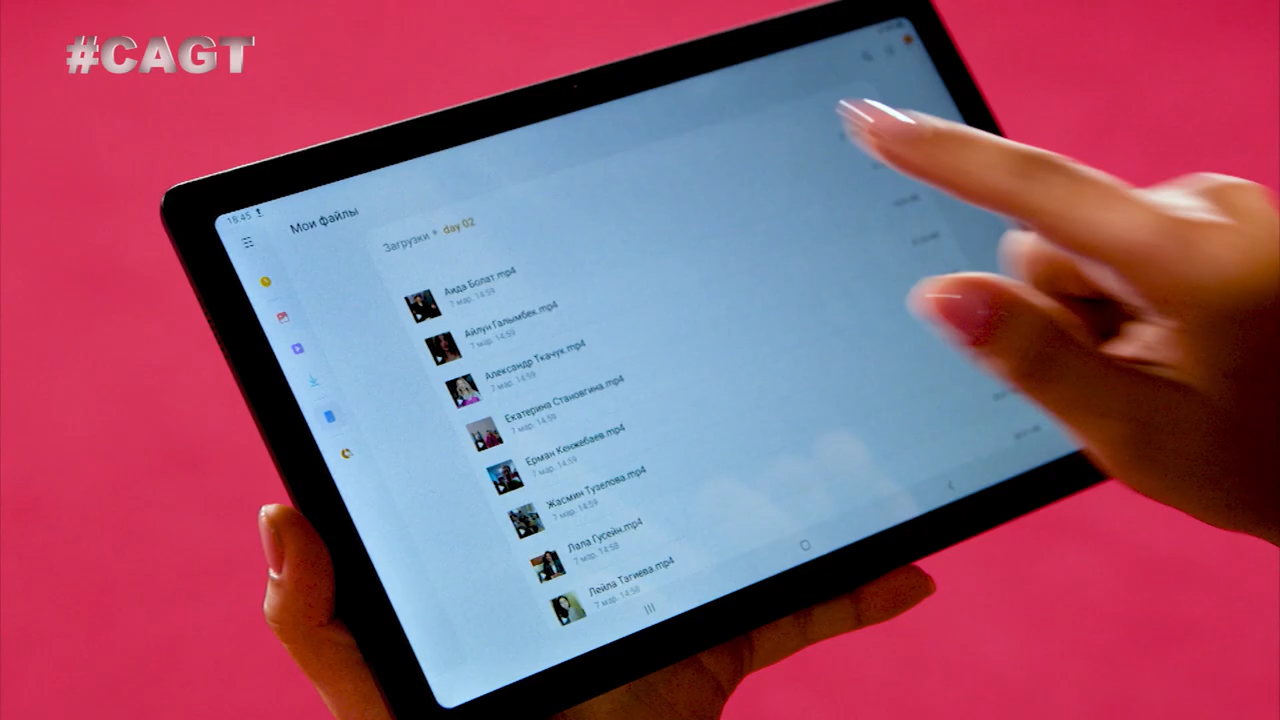 #CAGT
18:45
Мои файлы
Загрузки
day 02
Аида Болат.mp4
7 мар. 14:59
Айлун Галымбек.mp4
7 мар. 14:59
Александр Ткачук.mp4
7 мар. 14:59
Екатерина Становгина.mp4
7 мар. 14:59
Ерман Кенжебаев.mp4
7 мар. 14:59
Жасмин Тузелова.mp4
7 мар. 14:59
Лала Гусейн.mp4
7 мар. 14:58
Лейла Тагиева.mp4
7 мар. 14:58